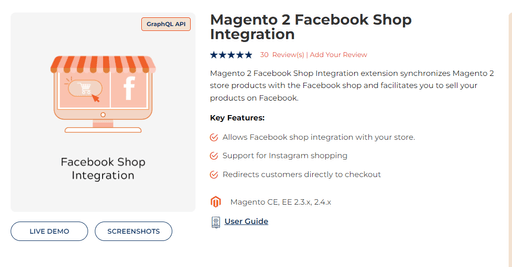 GraphQL API
f
Facebook Shop
Integration
LIVE DEMO
SCREENSHOTS
Magento 2 Facebook Shop
Integration
30 Review(s) | Add Your Review
Magento 2 Facebook Shop Integration extension synchronizes Magento 2
store products with the Facebook shop and facilitates you to sell your
products on Facebook.
Key Features:
Allows Facebook shop integration with your store.
Support for Instagram shopping
Redirects customers directly to checkout
Magento CE, EE 2.3.x, 2.4.x
User Guide